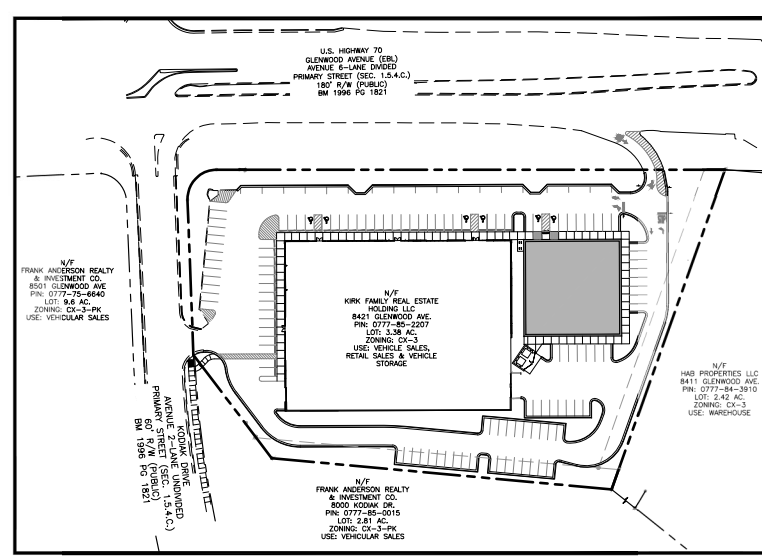 U.S. HIGHWAY 70
GLENWOOD AVENUE (EBL)
AVENUE 6-LANE DIVIDED
PRIMARY STREET (SEC. 1.5.4.C.)
180' R/W (PUBLIC)
BM 1996 PG 1821
N/F
FRANK ANDERSON REALTY
& INVESTMENT CO.
8501 GLENWOOD AVE
PIN: 0777-75-6640
LOT: 9.6 AC.
ZONING: CX-3-PK
USE: VEHICULAR SALES
N/F
KIRK FAMILY REAL ESTATE
HOLDING LLC
8421 GLENWOOD AVE.
PIN: 0777-85-2207
LOT: 3.38 AC.
ZONING: CX-3
USE: VEHICLE SALES,
RETAIL SALES & VEHICLE
STORAGE
N/F
HAB PROPERTIES LLC
8411 GLENWOOD AVE.
PIN: 0777-84-3910
LOT: 2.42 AC.
ZONING: CX-3
USE: WAREHOUSE
KODIAK DRIVE
AVENUE 2-LANE UNDIVIDED
PRIMARY STREET (SEC. 1.5.4.C.)
60' R/W (PUBLIC)
BM 1996 PG 1821
N/F
FRANK ANDERSON REALTY
& INVESTMENT CO.
8000 KODIAK DR.
PIN: 0777-85-0015
LOT: 2.81 AC.
ZONING: CX-3-PK
USE: VEHICULAR SALES